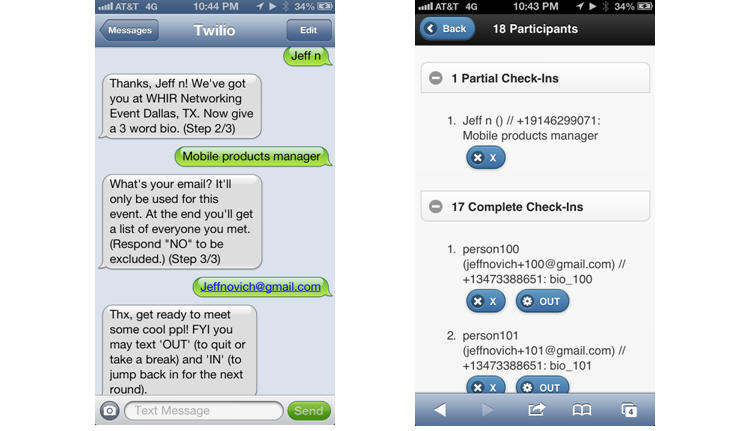 AT&T 4G 10:44 PM 34%
Messages Twilio Edit
Jeff n
Thanks, Jeff n! We've got
you at WHIR Networking
Event Dallas, TX. Now give
a 3 word bio. (Step 2/3)
Mobile products manager
What's your email? It'll
only be used for this
event. At the end you'll get
a list of everyone you met.
(Respond "NO" to be
excluded.) (Step 3/3)
Jeffnovich@gmail.com
Thx, get ready to meet
some cool ppl! FYI you
may text 'OUT' (to quit or
take a break) and 'IN' (to
jump back in for the next
round).
Text Message Send
AT&T 4G 10:43 PM 34%
Back 18 Participants
1 Partial Check-Ins
1. Jeff n () // +19146299071:
Mobile products manager
X
17 Complete Check-Ins
1. person100
(jeffnovich+100@gmail.com) //
+13473388651: bio_100
X OUT
2. person101
(jeffnovich+101@gmail.com) //
+13473388651: bio_101
X OUT
4